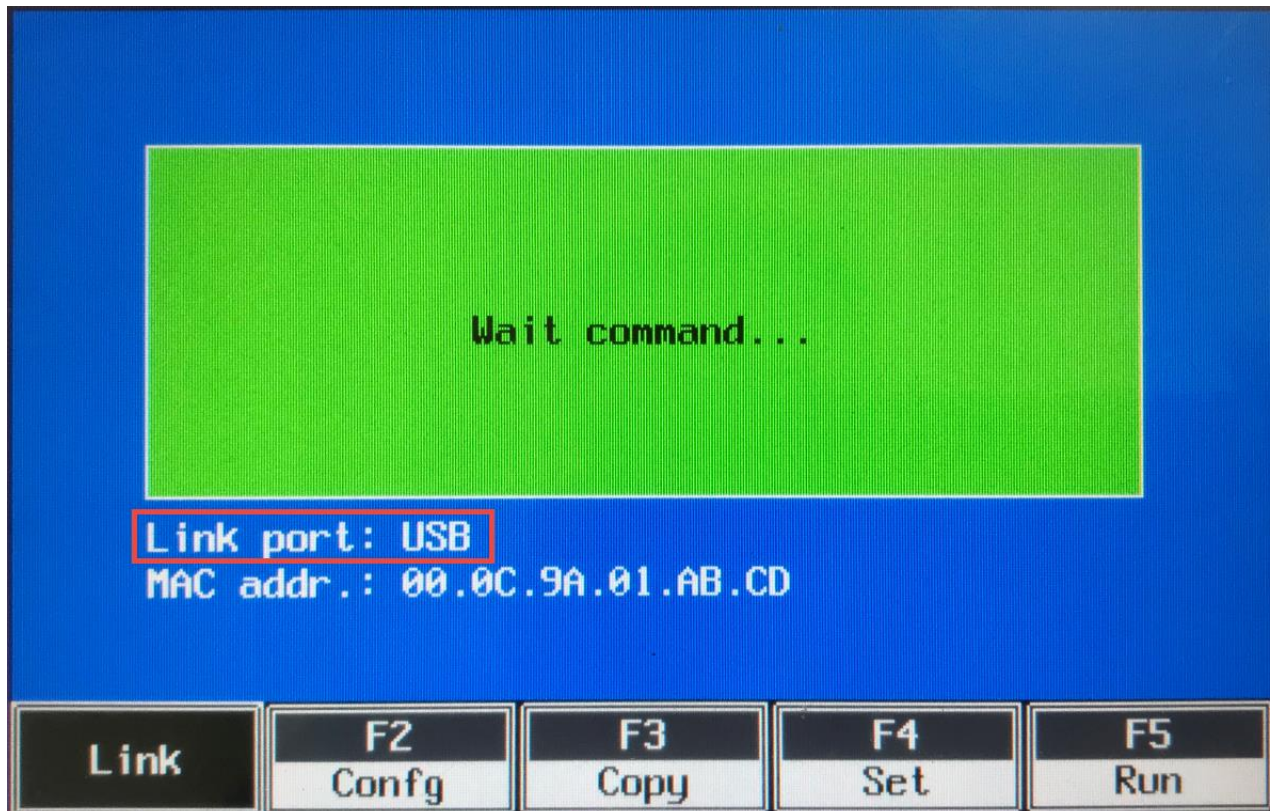 Wait command...
Link port: USB
MAC addr.: 00.0C.9A.01.AB.CD
Link
F2
F3
F4
F5
Confg
Copy
Set
Run